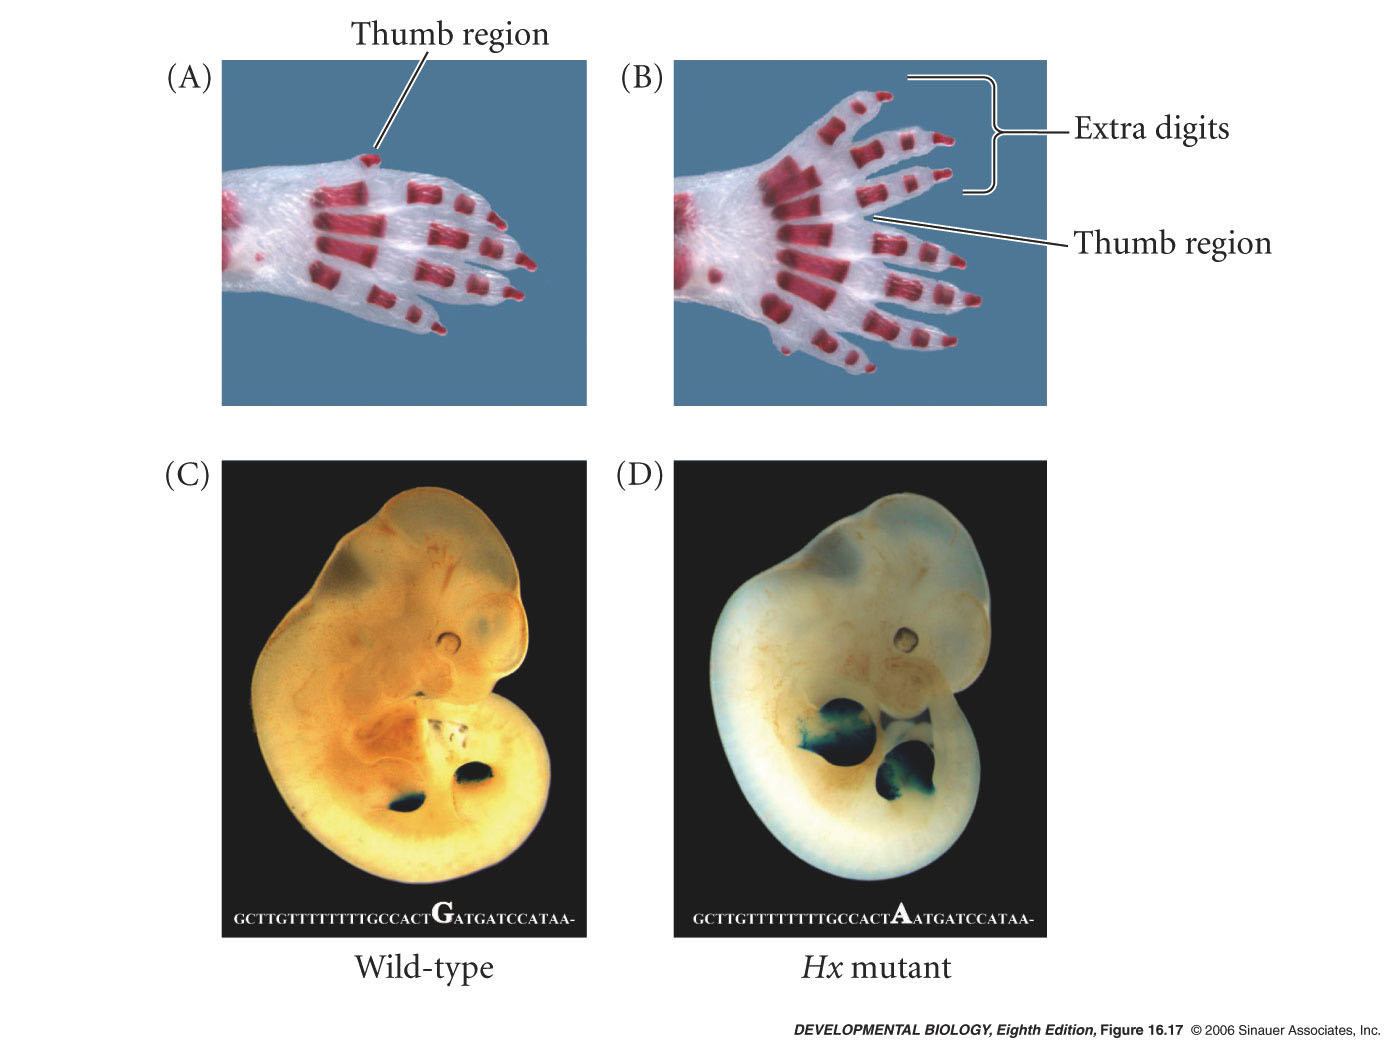 Thumb region
(A)
(B)
Extra digits
Thumb region
(C)
(D)
GCTTGTTTTTTTTGCCACTGATGATCCATAA-
GCTTGTTTTTTTTGCCACTAATGATCCATAA-
Wild-type
Hx mutant
DEVELOPMENTAL BIOLOGY, Eighth Edition, Figure 16.17 © 2006 Sinauer Associates, Inc.